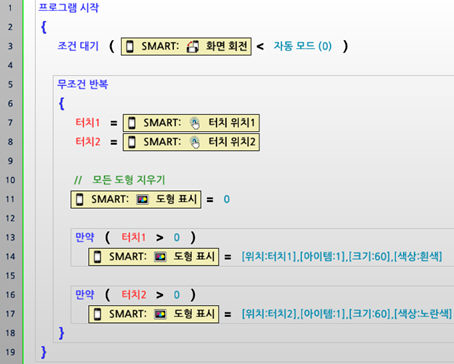 1 프로그램 시작
2 {
3 조건 대기 ( SMART: 화면 회전 < 자동 모드 (0) )
4
5 무조건 반복
6 {
7 터치1 = SMART: 터치 위치1
8 터치2 = SMART: 터치 위치2
9
10 // 모든 도형 지우기
11 SMART: 도형 표시 = 0
12
13 만약 ( 터치1 > 0 )
14 SMART: 도형 표시 = [위치:터치1],[아이템:1],[크기:60],[색상:흰색]
15
16 만약 ( 터치2 > 0 )
17 SMART: 도형 표시 = [위치:터치2],[아이템:1],[크기:60],[색상:노란색]
18 }
19 }